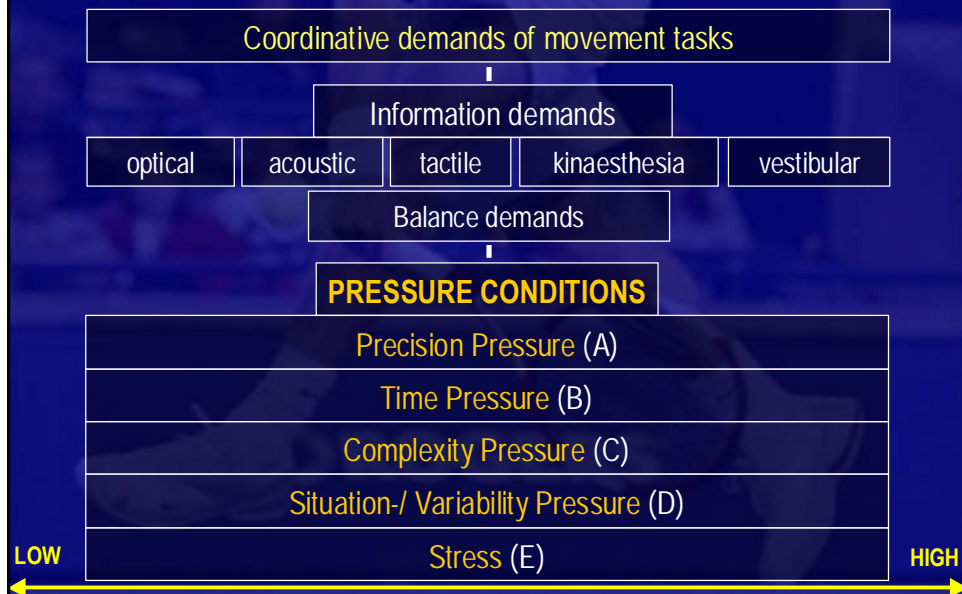 Coordinative demands of movement tasks
Information demands
optical acoustic tactile kinaesthesia vestibular
Balance demands
PRESSURE CONDITIONS
Precision Pressure (A)
Time Pressure (B)
Complexity Pressure (C)
Situation-/ Variability Pressure (D)
Stress (E)
LOW HIGH